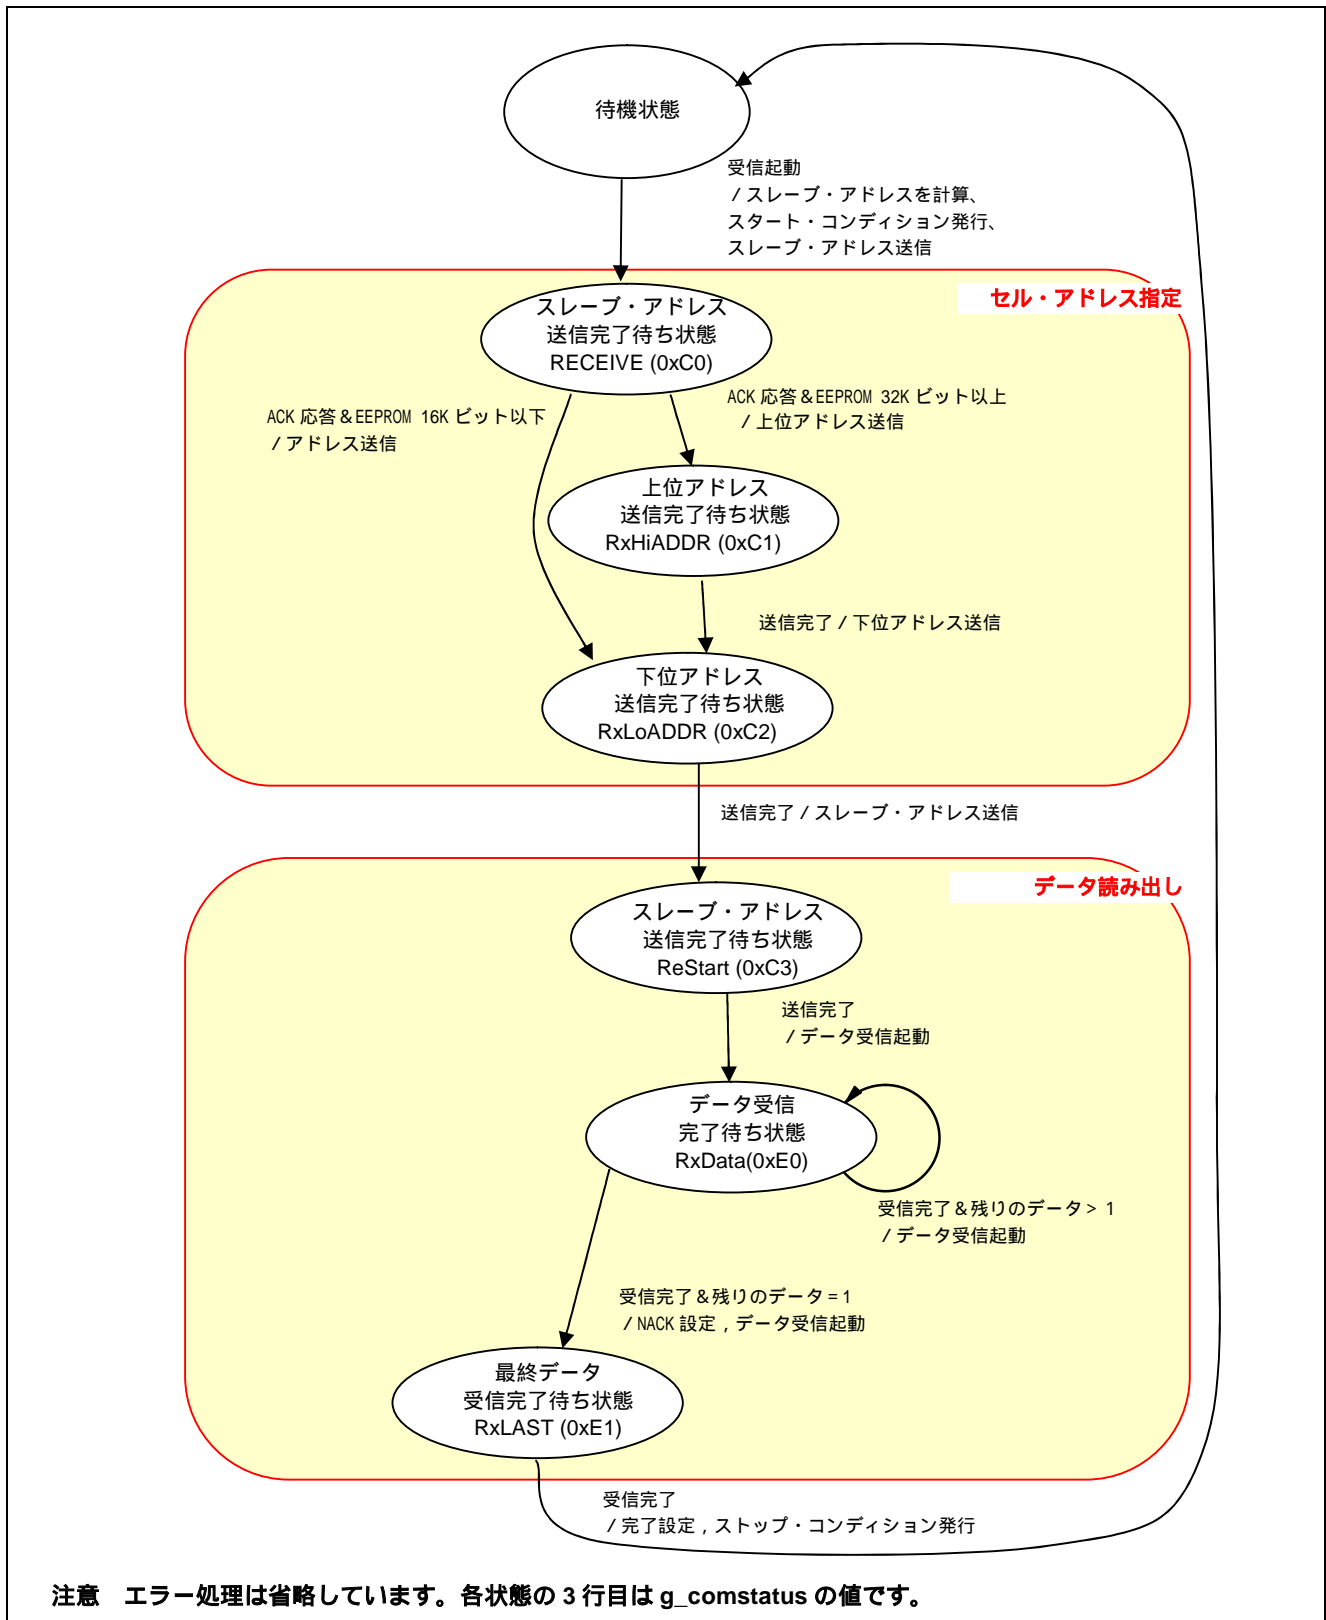 待機状態
受信起動
／スレーブ・アドレスを計算、
スタート・コンディション発行、
スレーブ・アドレス送信
セル・アドレス指定
スレーブ・アドレス
送信完了待ち状態
RECEIVE (0xC0)
ACK 応答＆EEPROM 16K ビット以下
／アドレス送信
ACK 応答＆EEPROM 32K ビット以上
／上位アドレス送信
上位アドレス
送信完了待ち状態
RxHiADDR (0xC1)
送信完了／下位アドレス送信
下位アドレス
送信完了待ち状態
RxLoADDR (0xC2)
送信完了／スレーブ・アドレス送信
データ読み出し
スレーブ・アドレス
送信完了待ち状態
ReStart (0xC3)
送信完了
／データ受信起動
データ受信
完了待ち状態
RxData(0xE0)
受信完了＆残りのデータ＞ 1
／データ受信起動
受信完了＆残りのデータ＝1
／NACK 設定，データ受信起動
最終データ
受信完了待ち状態
RxLAST (0xE1)
受信完了
／完了設定，ストップ・コンディション発行
注意　エラー処理は省略しています。各状態の 3 行目は g_comstatus の値です。